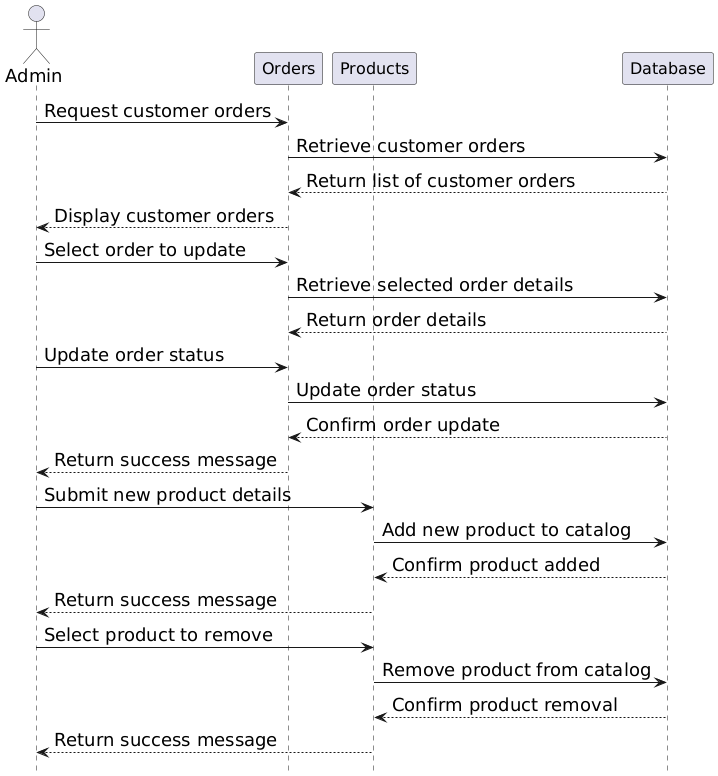 Admin
Orders
Products
Database
Request customer orders
Retrieve customer orders
Return list of customer orders
Display customer orders
Select order to update
Retrieve selected order details
Return order details
Update order status
Update order status
Confirm order update
Return success message
Submit new product details
Add new product to catalog
Confirm product added
Return success message
Select product to remove
Remove product from catalog
Confirm product removal
Return success message